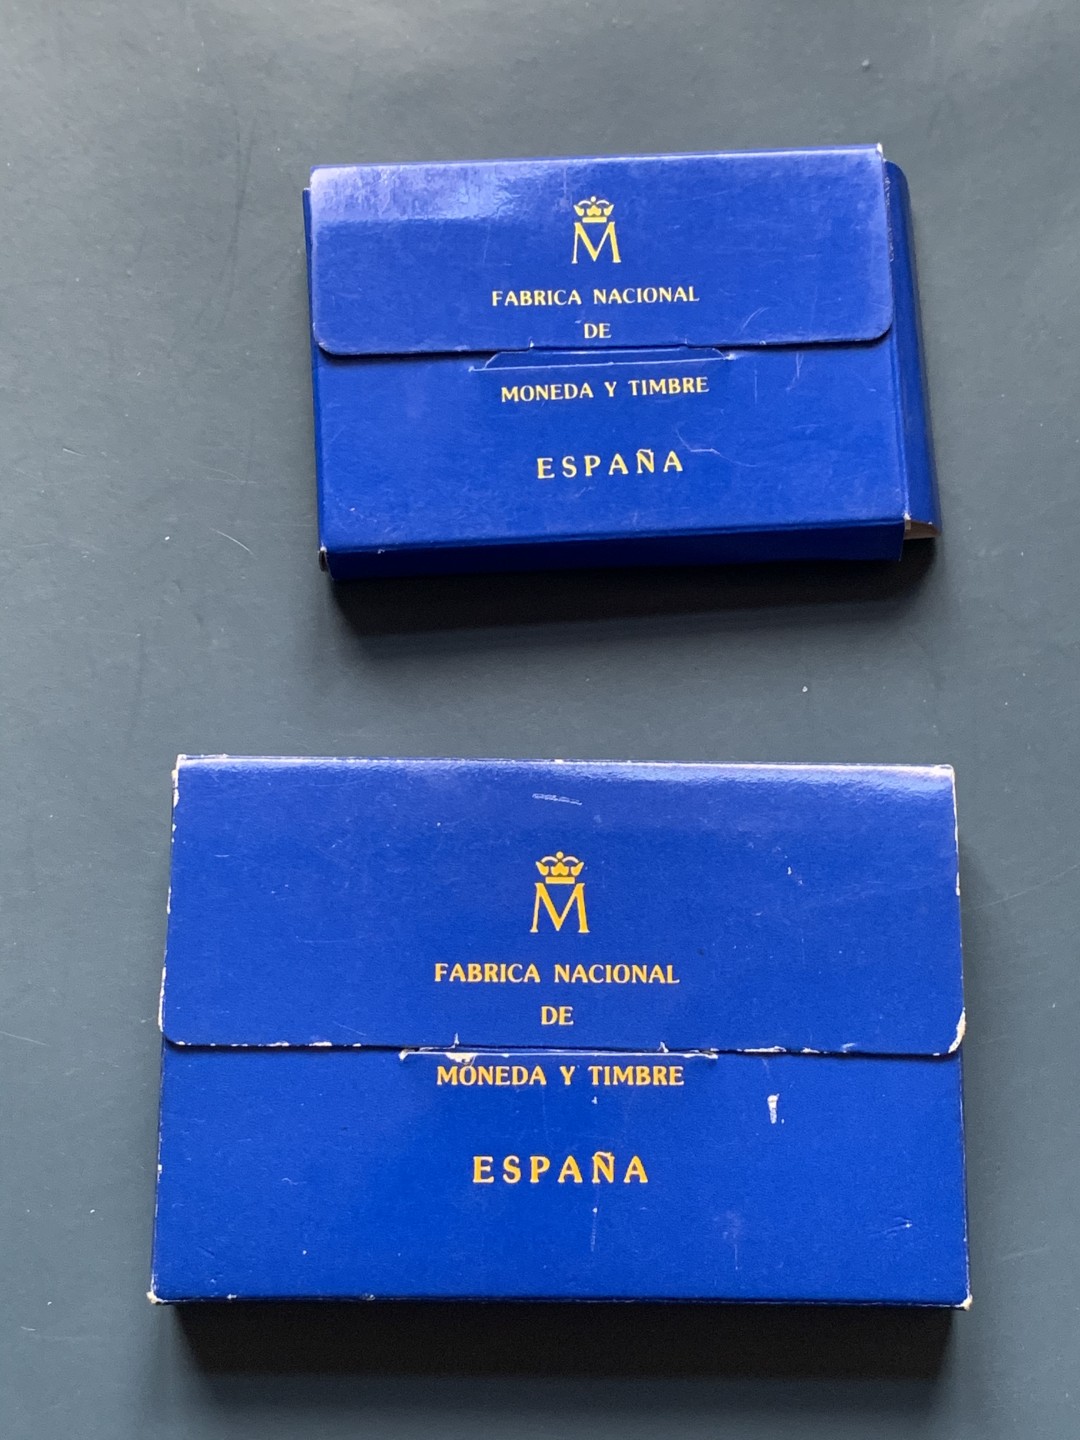 M
FABRICA NACIONAL
DE
MONEDA Y TIMBRE
ESPAÑA
M
FABRICA NACIONAL
DE
MONEDA Y TIMBRE
ESPAÑA